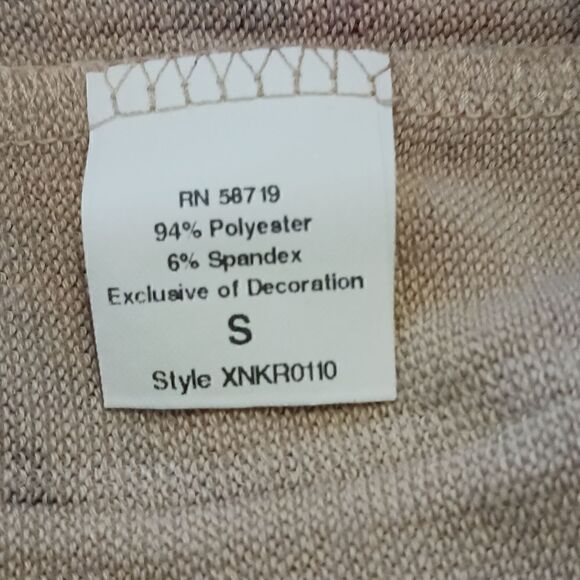 RN 58719
94% Polyester
6% Spandex
Exclusive of Decoration
S
Style XNKR0110